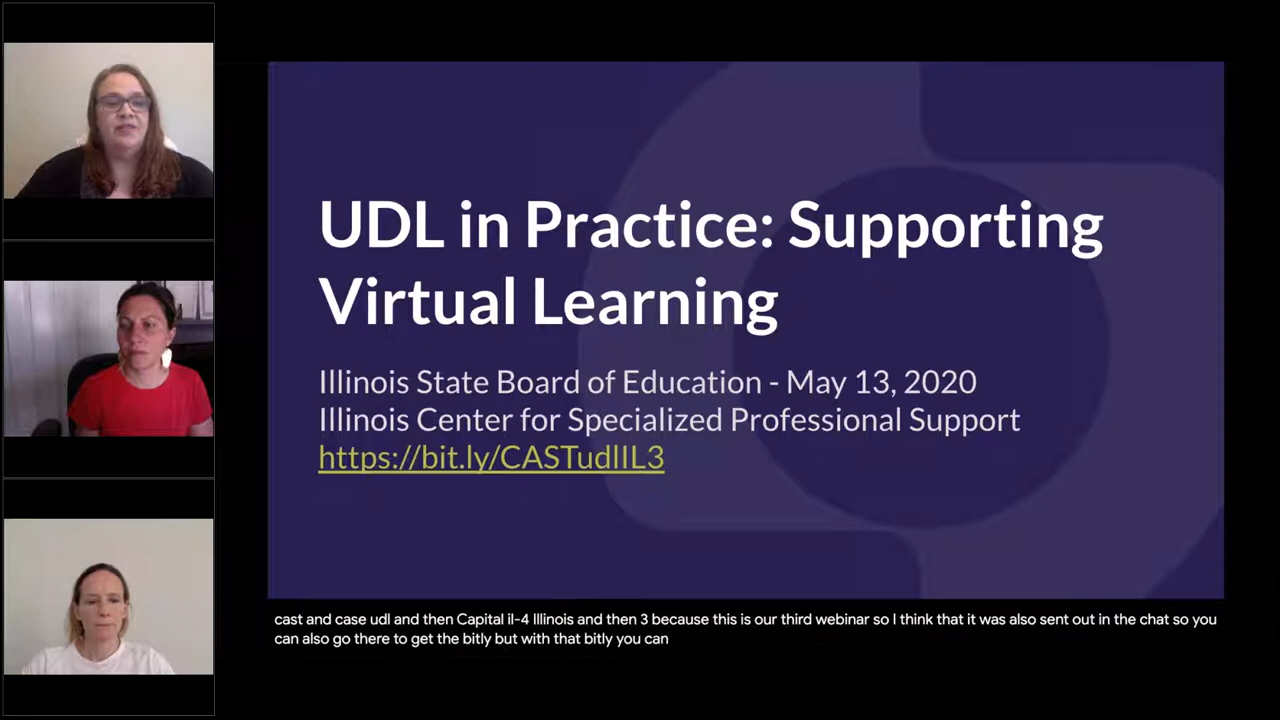 UDL in Practice: Supporting
Virtual Learning
Illinois State Board of Education - May 13, 2020
Illinois Center for Specialized Professional Support
https://bit.ly/CASTudlIL3
cast and case udl and then Capital il-4 Illinois and then 3 because this is our third webinar so I think that it was also sent out in the chat so you
can also go there to get the bitly but with that bitly you can